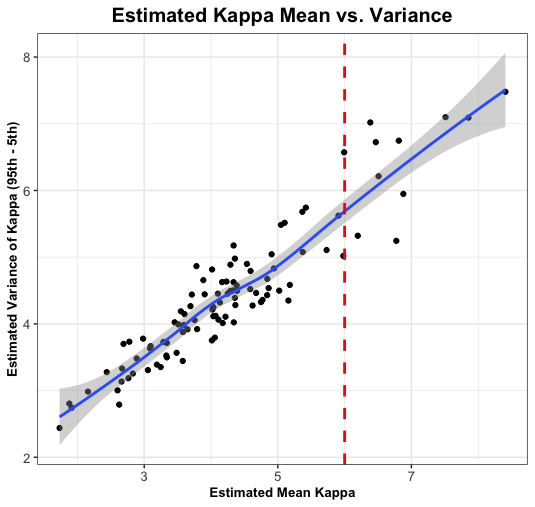 Estimated Kappa Mean vs. Variance
Estimated Variance of Kappa (95th - 5th)
8
6
4
2
3
5
7
Estimated Mean Kappa